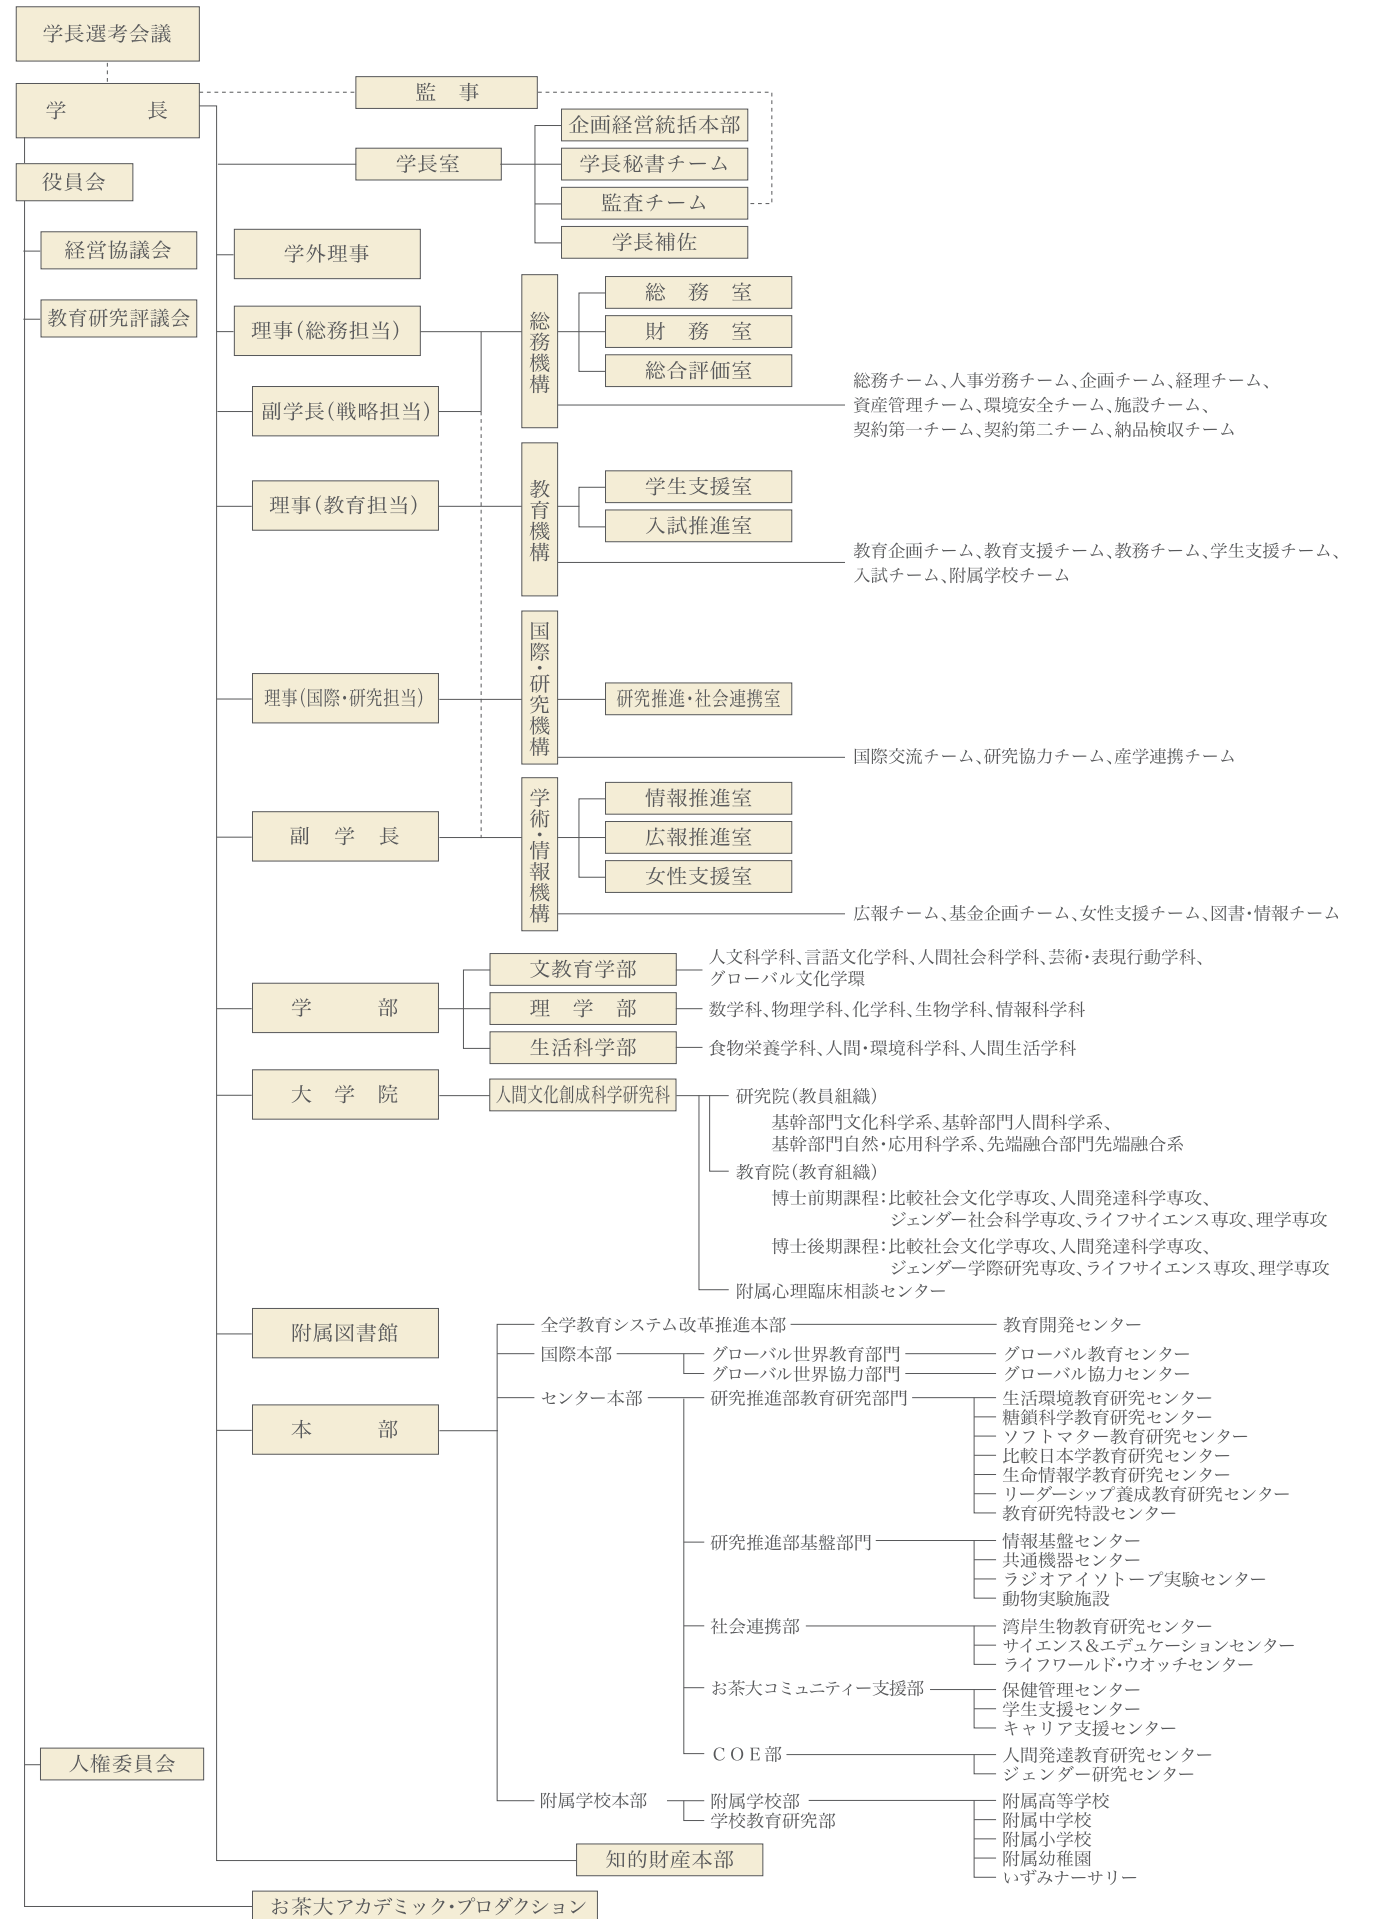 学長選考会議
学　　長
監　事
企画経営統括本部
学長室
学長秘書チーム
役員会
監査チーム
学長補佐
経営協議会
学外理事
教育研究評議会
理事(総務担当)
総務機構
総　務　室
財　務　室
総合評価室
副学長(戦略担当)
総務チーム、人事労務チーム、企画チーム、経理チーム、
資産管理チーム、環境安全チーム、施設チーム、
契約第一チーム、契約第二チーム、納品検収チーム
理事(教育担当)
教育機構
学生支援室
入試推進室
教育企画チーム、教育支援チーム、教務チーム、学生支援チーム、
入試チーム、附属学校チーム
理事(国際・研究担当)
国際・研究機構
研究推進・社会連携室
国際交流チーム、研究協力チーム、産学連携チーム
副　学　長
学術・情報機構
情報推進室
広報推進室
女性支援室
広報チーム、基金企画チーム、女性支援チーム、図書・情報チーム
学　　部
文教育学部
人文科学科、言語文化学科、人間社会科学科、芸術・表現行動学科、
グローバル文化学環
理　学　部
数学科、物理学科、化学科、生物学科、情報科学科
生活科学部
食物栄養学科、人間・環境科学科、人間生活学科
大　学　院
人間文化創成科学研究科
研究院(教員組織)
基幹部門文化科学系、基幹部門人間科学系、
基幹部門自然・応用科学系、先端融合部門先端融合系
教育院(教育組織)
博士前期課程：比較社会文化学専攻、人間発達科学専攻、
ジェンダー社会科学専攻、ライフサイエンス専攻、理学専攻
博士後期課程：比較社会文化学専攻、人間発達科学専攻、
ジェンダー学際研究専攻、ライフサイエンス専攻、理学専攻
附属心理臨床相談センター
附属図書館
本　　部
全学教育システム改革推進本部
教育開発センター
国際本部
グローバル世界教育部門
グローバル教育センター
グローバル世界協力部門
グローバル協力センター
センター本部
研究推進部教育研究部門
生活環境教育研究センター
糖鎖科学教育研究センター
ソフトマター教育研究センター
比較日本学教育研究センター
生命情報学教育研究センター
リーダーシップ養成教育研究センター
教育研究特設センター
研究推進部基盤部門
情報基盤センター
共通機器センター
ラジオアイソトープ実験センター
動物実験施設
社会連携部
湾岸生物教育研究センター
サイエンス＆エデュケーションセンター
ライフワールド・ウオッチセンター
お茶大コミュニティー支援部
保健管理センター
学生支援センター
キャリア支援センター
ＣＯＥ部
人間発達教育研究センター
ジェンダー研究センター
人権委員会
附属学校本部
附属学校部
学校教育研究部
附属高等学校
附属中学校
附属小学校
附属幼稚園
いずみナーサリー
知的財産本部
お茶大アカデミック・プロダクション